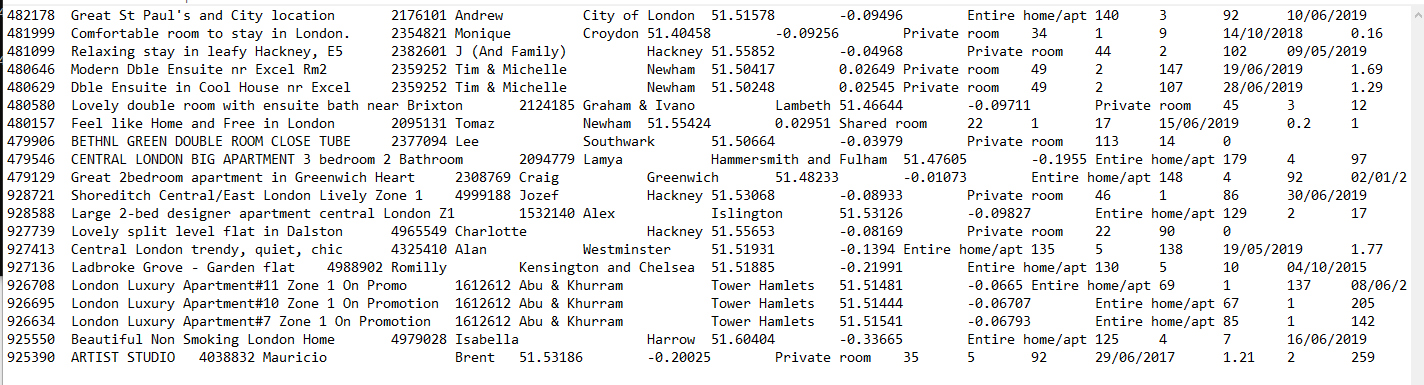 482178 Great St Paul's and City location 2176101 Andrew City of London 51.51578 -0.09496 Entire home/apt 140 3 92 10/06/2019
481999 Comfortable room to stay in London. 2354821 Monique Croydon 51.40458 -0.09256 Private room 34 1 9 14/10/2018 0.16
481099 Relaxing stay in leafy Hackney, E5 2382601 J (And Family) Hackney 51.55852 -0.04968 Private room 44 2 102 09/05/2019
480646 Modern Dble Ensuite nr Excel Rm2 2359252 Tim & Michelle Newham 51.50417 0.02649 Private room 49 2 147 19/06/2019 1.69
480629 Dble Ensuite in Cool House nr Excel 2359252 Tim & Michelle Newham 51.50248 0.02545 Private room 49 2 107 28/06/2019 1.29
480580 Lovely double room with ensuite bath near Brixton 2124185 Graham & Ivano Lambeth 51.46644 -0.09711 Private room 45 3 12
480157 Feel like Home and Free in London 2095131 Tomaz Newham 51.55424 0.02951 Shared room 22 1 17 15/06/2019 0.2 1
479906 BETHNL GREEN DOUBLE ROOM CLOSE TUBE 2377094 Lee Southwark 51.50664 -0.03979 Private room 113 14 0
479546 CENTRAL LONDON BIG APARTMENT 3 bedroom 2 Bathroom 2094779 Lamya Hammersmith and Fulham 51.47605 -0.1955 Entire home/apt 179 4 97
479129 Great 2bedroom apartment in Greenwich Heart 2308769 Craig Greenwich 51.48233 -0.01073 Entire home/apt 148 4 92 02/01/2
928721 Shoreditch Central/East London Lively Zone 1 4999188 Jozef Hackney 51.53068 -0.08933 Private room 46 1 86 30/06/2019
928588 Large 2-bed designer apartment central London Z1 1532140 Alex Islington 51.53126 -0.09827 Entire home/apt 129 2 17
927739 Lovely split level flat in Dalston 4965549 Charlotte Hackney 51.55653 -0.08169 Private room 22 90 0
927413 Central London trendy, quiet, chic 4325410 Alan Westminster 51.51931 -0.1394 Entire home/apt 135 5 138 19/05/2019 1.77
927136 Ladbroke Grove - Garden flat 4988902 Romilly Kensington and Chelsea 51.51885 -0.21991 Entire home/apt 130 5 10 04/10/2015
926708 London Luxury Apartment#11 Zone 1 On Promo 1612612 Abu & Khurram Tower Hamlets 51.51481 -0.0665 Entire home/apt 69 1 137 08/06/2
926695 London Luxury Apartment#10 Zone 1 On Promotion 1612612 Abu & Khurram Tower Hamlets 51.51444 -0.06707 Entire home/apt 67 1 205
926634 London Luxury Apartment#7 Zone 1 On Promotion 1612612 Abu & Khurram Tower Hamlets 51.51541 -0.06793 Entire home/apt 85 1 142
925550 Beautiful Non Smoking London Home 4979028 Isabella Harrow 51.60404 -0.33665 Entire home/apt 125 4 7 16/06/2019
925390 ARTIST STUDIO 4038832 Mauricio Brent 51.53186 -0.20025 Private room 35 5 92 29/06/2017 1.21 2 259